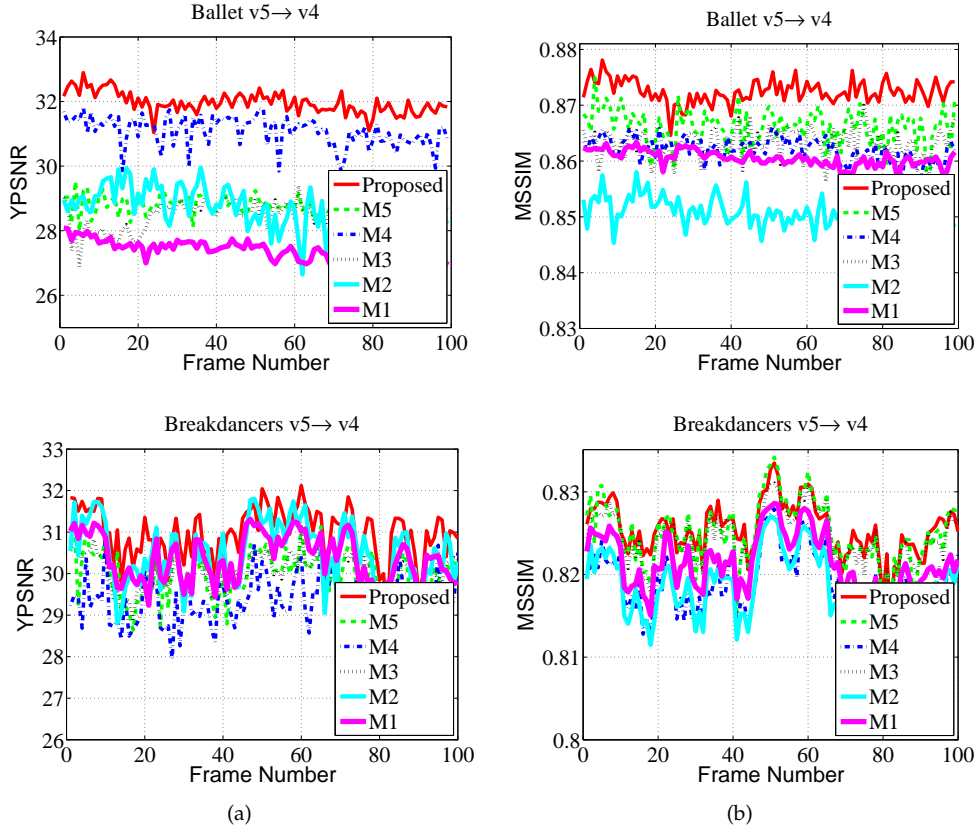 Ballet v5→ v4
34
32
30
28
26
YPSNR
Proposed
M5
M4
M3
M2
M1
0 20 40 60 80 100
Frame Number
Ballet v5→ v4
0.88
0.87
0.86
0.85
0.84
0.83
MSSIM
Proposed
M5
M4
M3
M2
M1
0 20 40 60 80 100
Frame Number
Breakdancers v5→ v4
33
32
31
30
29
28
27
26
YPSNR
Proposed
M5
M4
M3
M2
M1
0 20 40 60 80 100
Frame Number
(a)
Breakdancers v5→ v4
0.83
0.82
0.81
0.8
MSSIM
Proposed
M5
M4
M3
M2
M1
0 20 40 60 80 100
Frame Number
(b)